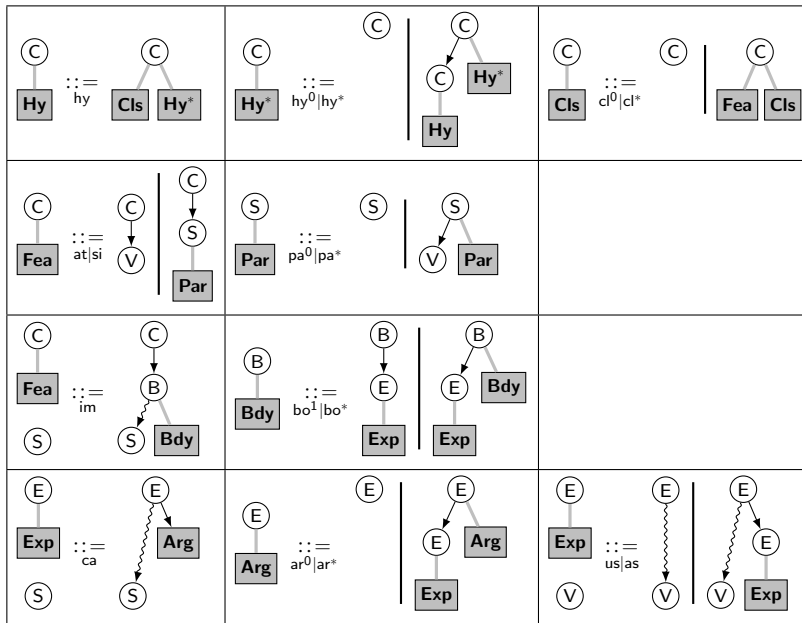 C ::= C C C C ::= C C
Hy hy Cls Hy* Hy* hy⁰|hy* C Hy* Cls cl⁰|cl* Fea Cls
Hy
C ::= C C S ::= S S
Fea at|si V S Par pa⁰|pa* V Par
Par
C C B B
Fea ::= B B ::= E E Bdy
im Bdy bo¹|bo*
S S Bdy Exp Exp
E E E E E E E
Exp ::= Arg E ::= E Arg Exp ::= E
ca Arg ar⁰|ar* us|as
S S Exp V V V Exp